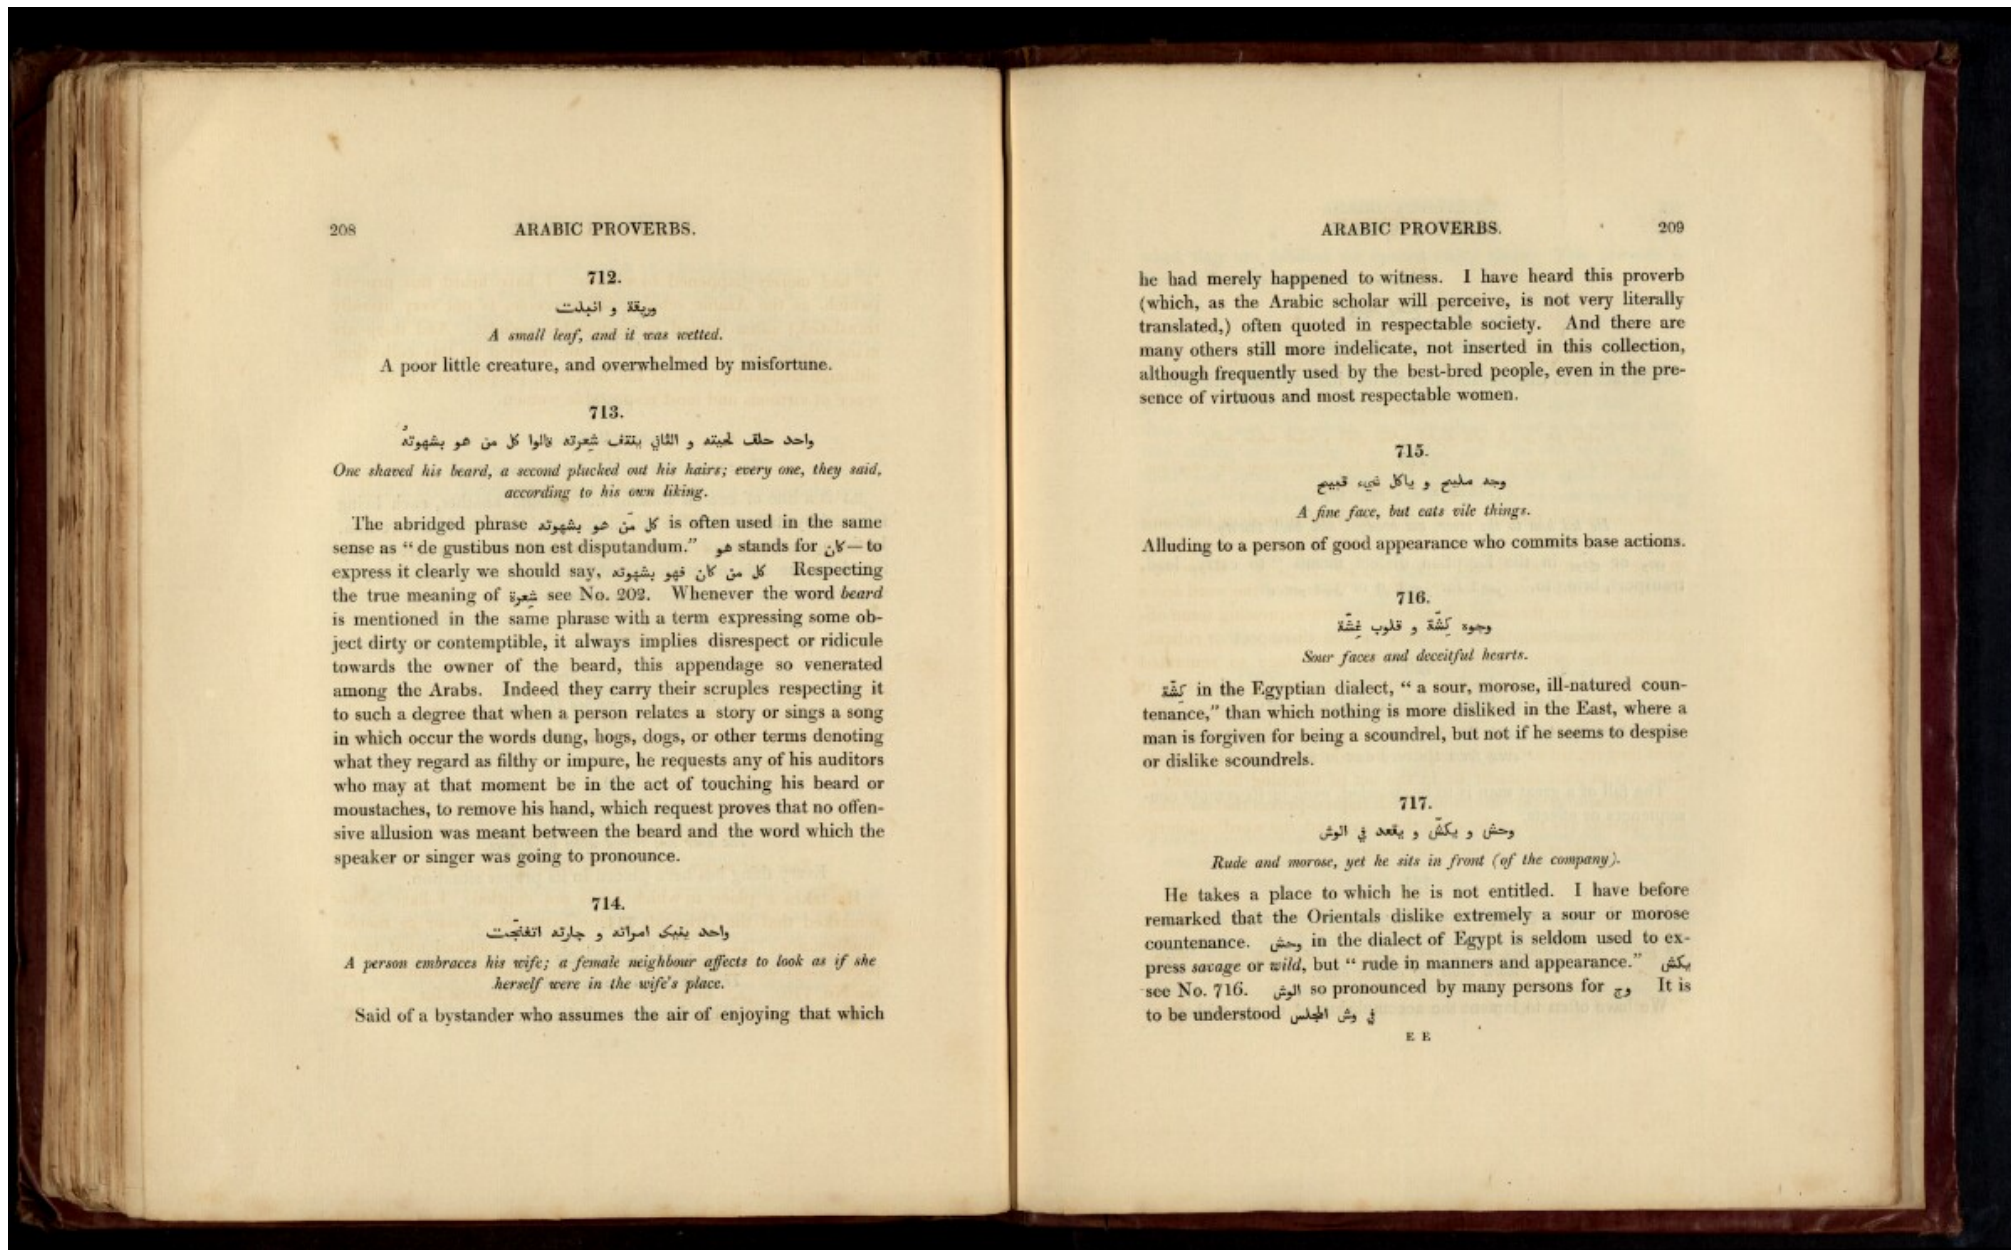 208 ARABIC PROVERBS.
712.
وريقة و انبلت
A small leaf, and it was wetted.
A poor little creature, and overwhelmed by misfortune.
713.
واحد حلف لحيته و الثاني ينتف شِعرته قالوا كل من هو بشهوتهُ
One shaved his beard, a second plucked out his hairs; every one, they said,
according to his own liking.
The abridged phrase كل مَن هو بشهوته is often used in the same
sense as “ de gustibus non est disputandum.” هو stands for كان — to
express it clearly we should say, كل من كان فهو بشهوته Respecting
the true meaning of شِعرة see No. 202. Whenever the word beard
is mentioned in the same phrase with a term expressing some ob-
ject dirty or contemptible, it always implies disrespect or ridicule
towards the owner of the beard, this appendage so venerated
among the Arabs. Indeed they carry their scruples respecting it
to such a degree that when a person relates a story or sings a song
in which occur the words dung, hogs, dogs, or other terms denoting
what they regard as filthy or impure, he requests any of his auditors
who may at that moment be in the act of touching his beard or
moustaches, to remove his hand, which request proves that no offen-
sive allusion was meant between the beard and the word which the
speaker or singer was going to pronounce.
714.
واحد ينيك امراته و جارته اتغنجّت
A person embraces his wife; a female neighbour affects to look as if she
herself were in the wife's place.
Said of a bystander who assumes the air of enjoying that which
ARABIC PROVERBS. 209
he had merely happened to witness. I have heard this proverb
(which, as the Arabic scholar will perceive, is not very literally
translated,) often quoted in respectable society. And there are
many others still more indelicate, not inserted in this collection,
although frequently used by the best-bred people, even in the pre-
sence of virtuous and most respectable women.
715.
وجه مليح و ياكل شيء قبيح
A fine face, but eats vile things.
Alluding to a person of good appearance who commits base actions.
716.
وجوه كِشّة و قلوب غِشّة
Sour faces and deceitful hearts.
كِشّة in the Egyptian dialect, “ a sour, morose, ill-natured coun-
tenance,” than which nothing is more disliked in the East, where a
man is forgiven for being a scoundrel, but not if he seems to despise
or dislike scoundrels.
717.
وحش و يكشّ و يقعد في الوش
Rude and morose, yet he sits in front (of the company).
He takes a place to which he is not entitled. I have before
remarked that the Orientals dislike extremely a sour or morose
countenance. وحش in the dialect of Egypt is seldom used to ex-
press savage or wild, but “ rude in manners and appearance.” يكش
see No. 716. الوش so pronounced by many persons for وج It is
to be understood في وش المجلس
E E